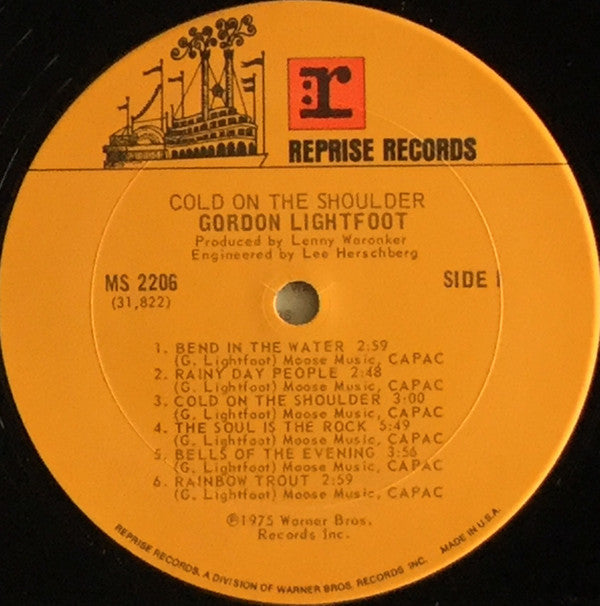 r
REPRISE RECORDS
COLD ON THE SHOULDER
GORDON LIGHTFOOT
Produced by Lenny Waronker
Engineered by Lee Herschberg
MS 2206
SIDE 1
(31,822)
1. BEND IN THE WATER 2:59
(G. Lightfoot) Moose Music, CAPAC
2. RAINY DAY PEOPLE 2:48
(G. Lightfoot) Moose Music, CAPAC
3. COLD ON THE SHOULDER 3:00
(G. Lightfoot) Moose Music, CAPAC
4. THE SOUL IS THE ROCK 5:49
(G. Lightfoot) Moose Music, CAPAC
5. BELLS OF THE EVENING 3:56
(G. Lightfoot) Moose Music, CAPAC
6. RAINBOW TROUT 2:59
(G. Lightfoot) Moose Music, CAPAC
℗1975 Warner Bros.
Records Inc.
REPRISE RECORDS, A DIVISION OF WARNER BROS. RECORDS INC. MADE IN U.S.A.